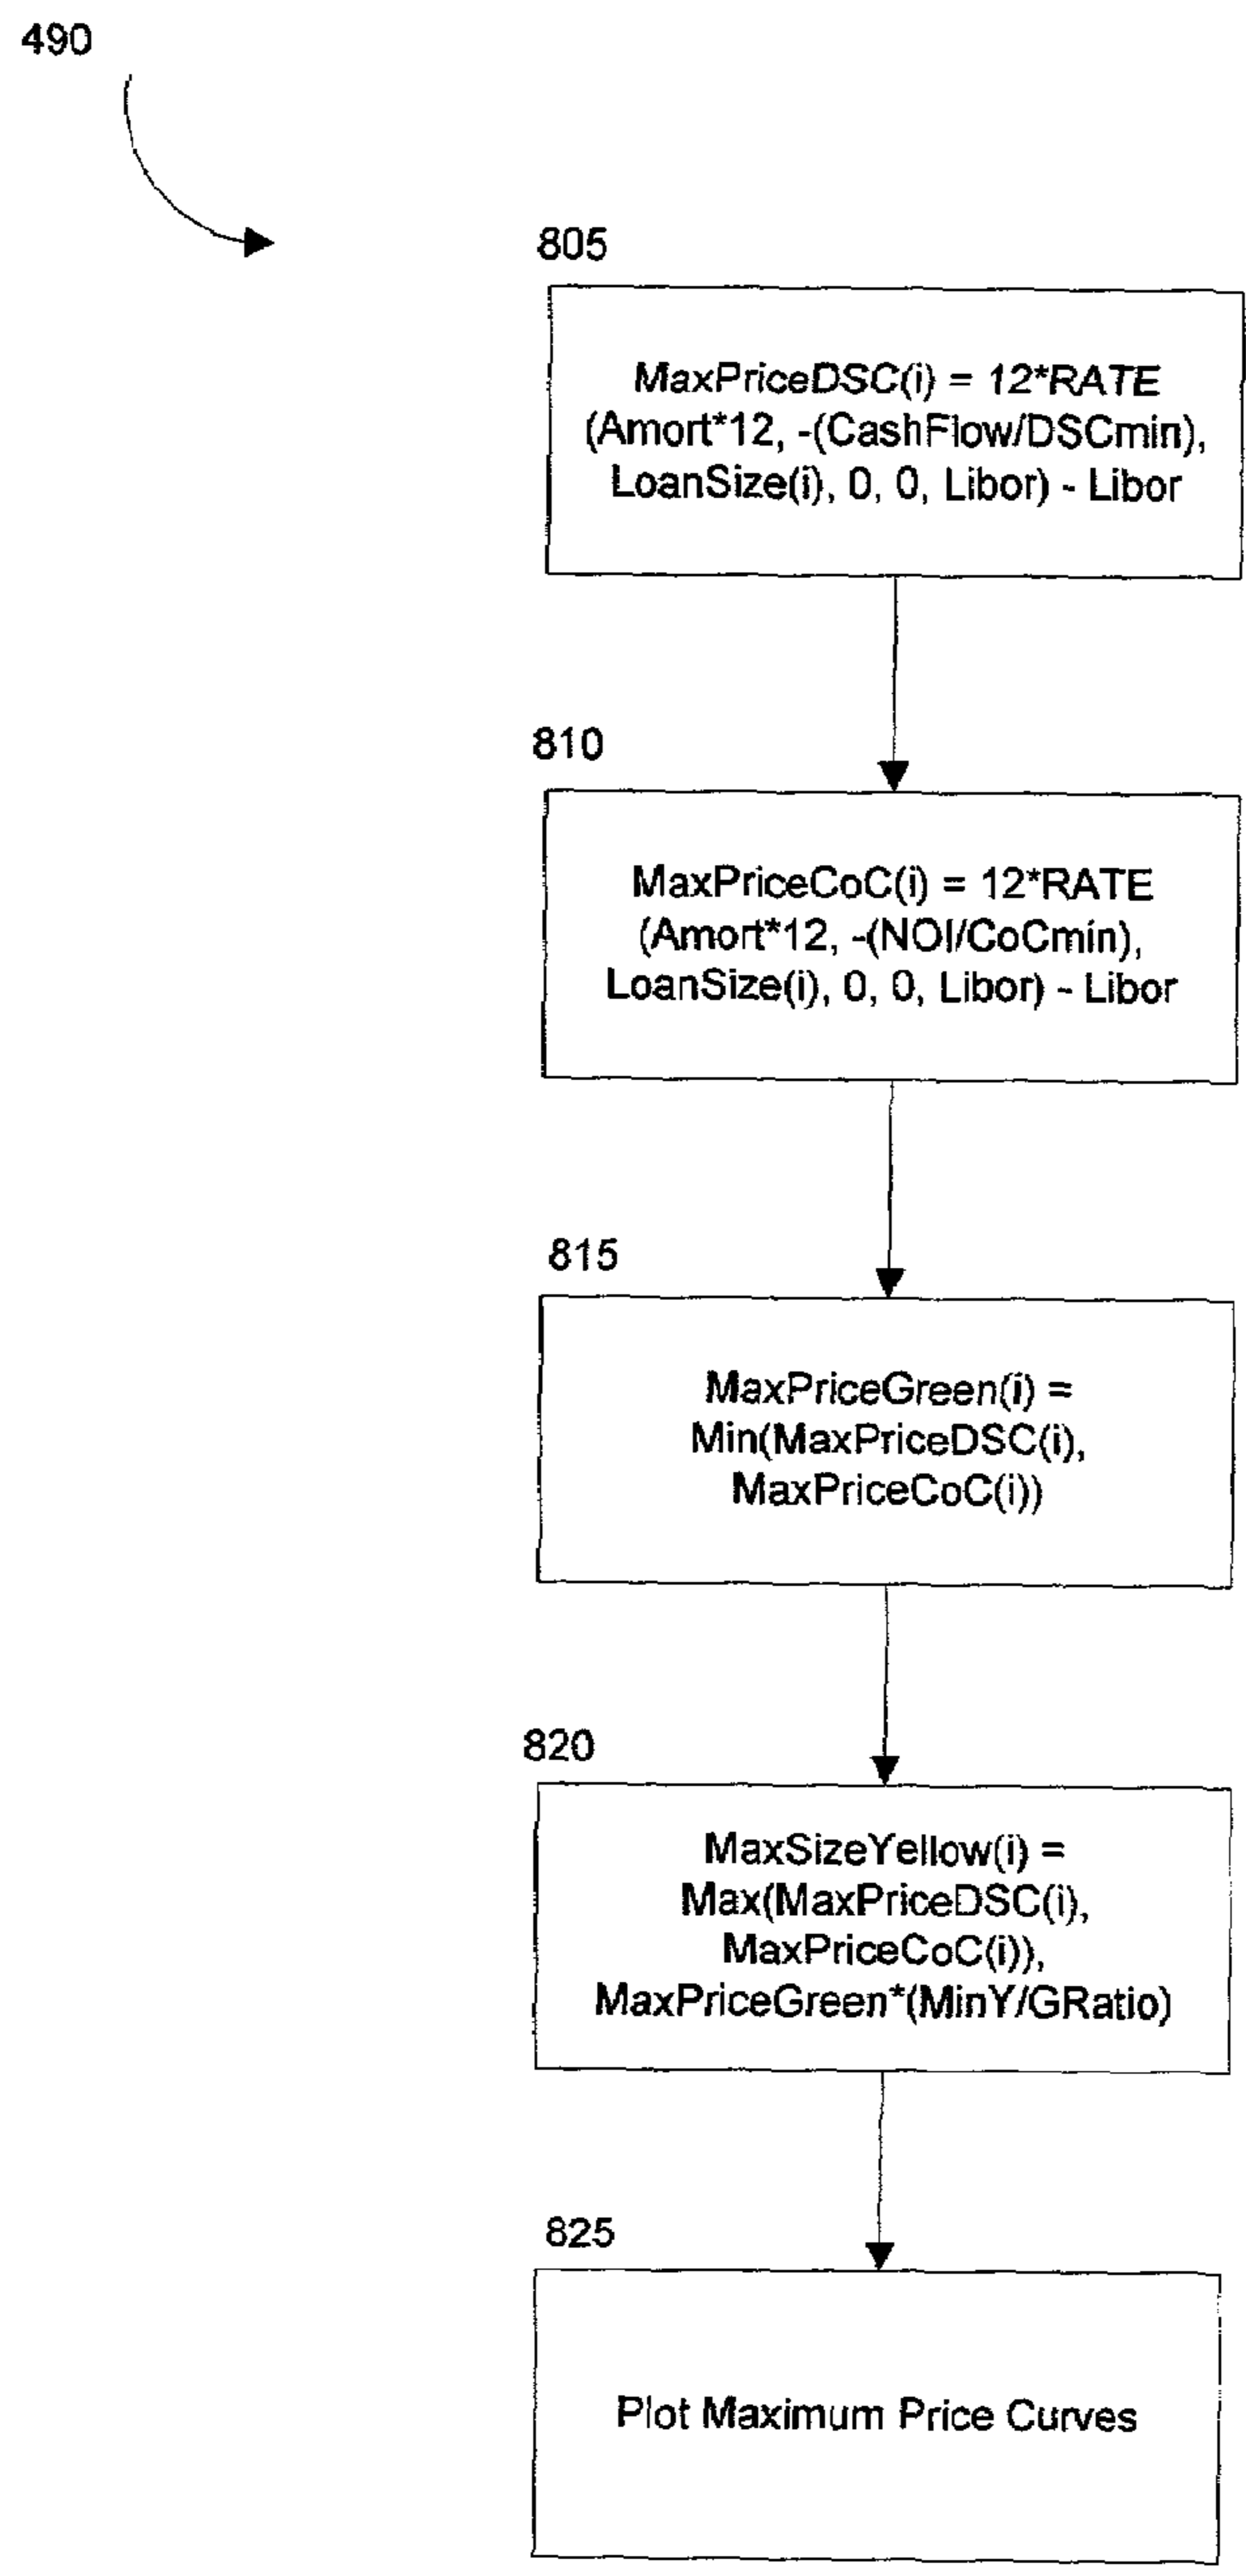 490
805
MaxPriceDSC(i) = 12*RATE
(Amort*12, -(CashFlow/DSCmin),
LoanSize(i), 0, 0, Libor) - Libor
810
MaxPriceCoC(i) = 12*RATE
(Amort*12, -(NOI/CoCmin),
LoanSize(i), 0, 0, Libor) - Libor
815
MaxPriceGreen(i) =
Min(MaxPriceDSC(i),
MaxPriceCoC(i))
820
MaxSizeYellow(i) =
Max(MaxPriceDSC(i),
MaxPriceCoC(i)),
MaxPriceGreen*(MinY/GRatio)
825
Plot Maximum Price Curves